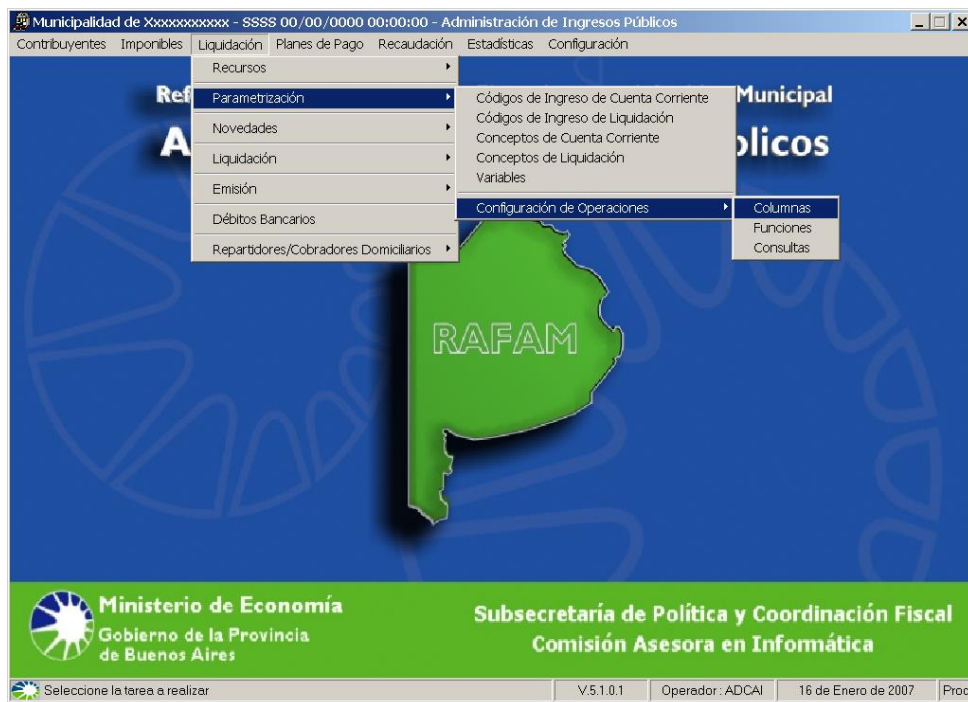 Municipalidad de Xxxxxxxxxxx - SSSS 00/00/0000 00:00:00 - Administración de Ingresos Públicos
Contribuyentes Imponibles Liquidación Planes de Pago Recaudación Estadísticas Configuración
Recursos
Parametrización
Novedades
Liquidación
Emisión
Débitos Bancarios
Repartidores/Cobradores Domiciliarios
Códigos de Ingreso de Cuenta Corriente
Códigos de Ingreso de Liquidación
Conceptos de Cuenta Corriente
Conceptos de Liquidación
Variables
Configuración de Operaciones
Columnas
Funciones
Consultas
Ref Municipal
A blicos
RAFAM
Ministerio de Economía
Gobierno de la Provincia
de Buenos Aires
Subsecretaría de Política y Coordinación Fiscal
Comisión Asesora en Informática
Seleccione la tarea a realizar V.5.1.0.1 Operador : ADCAI 16 de Enero de 2007 Proc